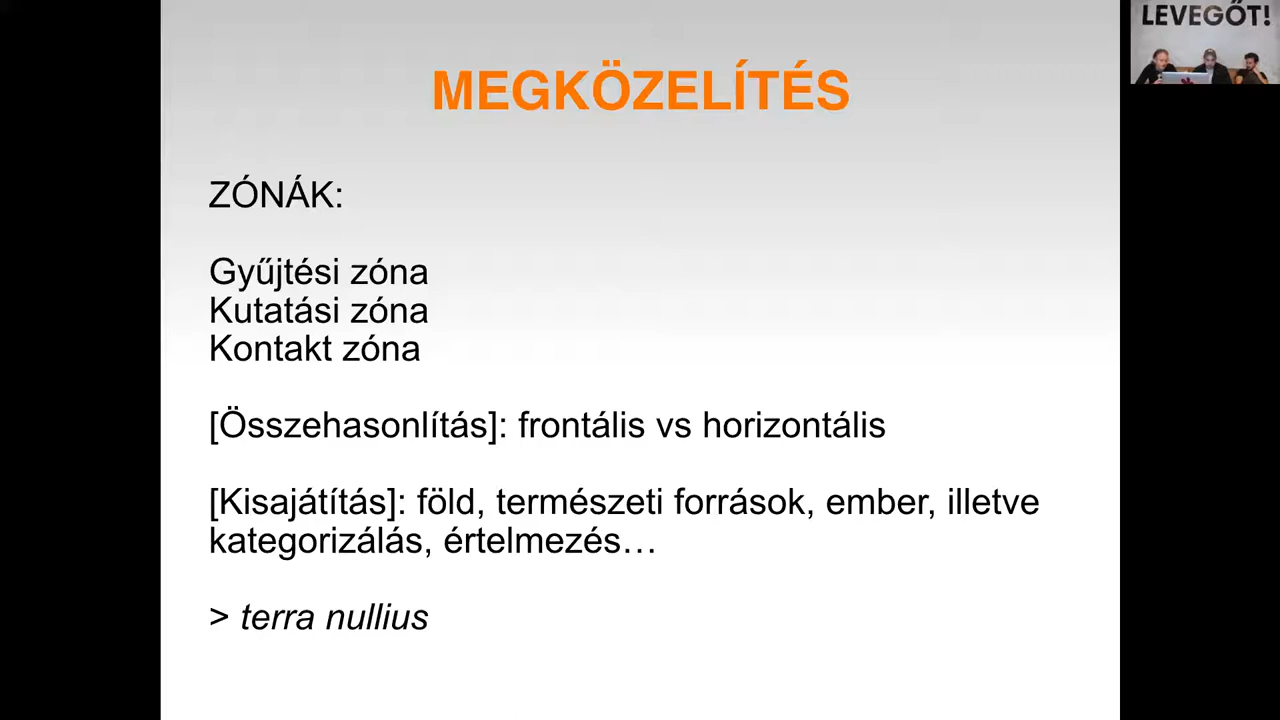 LEVEGŐT!
MEGKÖZELÍTÉS
ZÓNÁK:
Gyűjtési zóna
Kutatási zóna
Kontakt zóna
[Összehasonlítás]: frontális vs horizontális
[Kisajátítás]: föld, természeti források, ember, illetve
kategorizálás, értelmezés…
> terra nullius